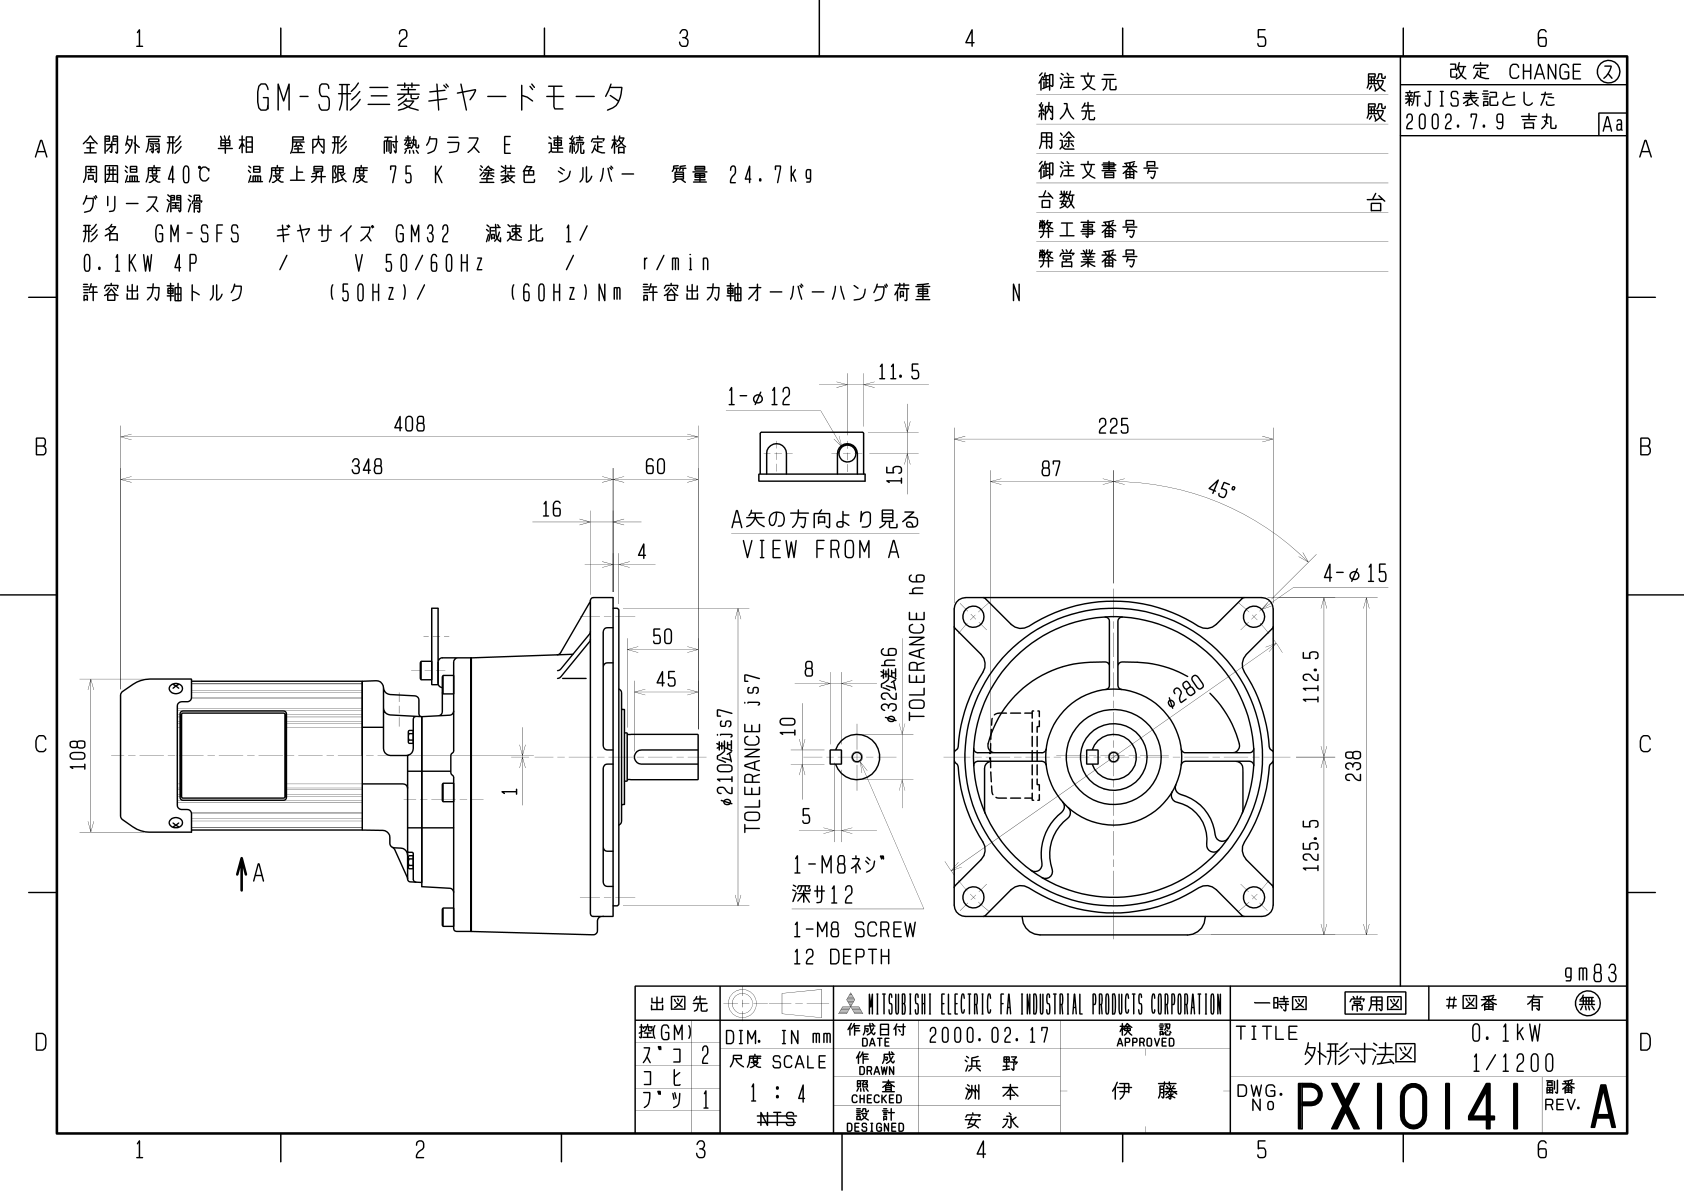 1 2 3 4 5 6
GM-S形三菱ギヤードモータ
全閉外扇形 単相 屋内形 耐熱クラス E 連続定格
周囲温度40℃ 温度上昇限度 75 K 塗装色 シルバー 質量 24.7kg
グリース潤滑
形名 GM-SFS ギヤサイズ GM32 減速比 1/
0.1KW 4P / V 50/60Hz / r/min
許容出力軸トルク (50Hz)/ (60Hz)Nm 許容出力軸オーバーハング荷重 N
御注文元 殿
納入先 殿
用途
御注文書番号
台数 台
弊工事番号
弊営業番号
改定 CHANGE ス
新JIS表記とした
2002.7.9 吉丸 Aa
A A
B B
C C
D D
408
348 60
16
4
50
45
108
1
A
φ210公差js7
TOLERANCE js7
1-φ12
11.5
15
A矢の方向より見る
VIEW FROM A
8
10
5
φ32公差h6
TOLERANCE h6
1-M8ネジ
深サ12
1-M8 SCREW
12 DEPTH
225
87
45°
4-φ15
φ280
112.5
238
125.5
gm83
出図先
控(GM)
ズコ 2
コヒ
ブツ 1
DIM. IN mm
尺度 SCALE
1 : 4
NTS
MITSUBISHI ELECTRIC FA INDUSTRIAL PRODUCTS CORPORATION
作成日付
DATE
2000.02.17
検 認
APPROVED
作 成
DRAWN
浜 野
照 査
CHECKED
洲 本
伊 藤
設 計
DESIGNED
安 永
一時図 常用図 #図番 有 無
TITLE
外形寸法図
0.1kW
1/1200
DWG.
No
PX10141
副番
REV.
A
1 2 3 4 5 6